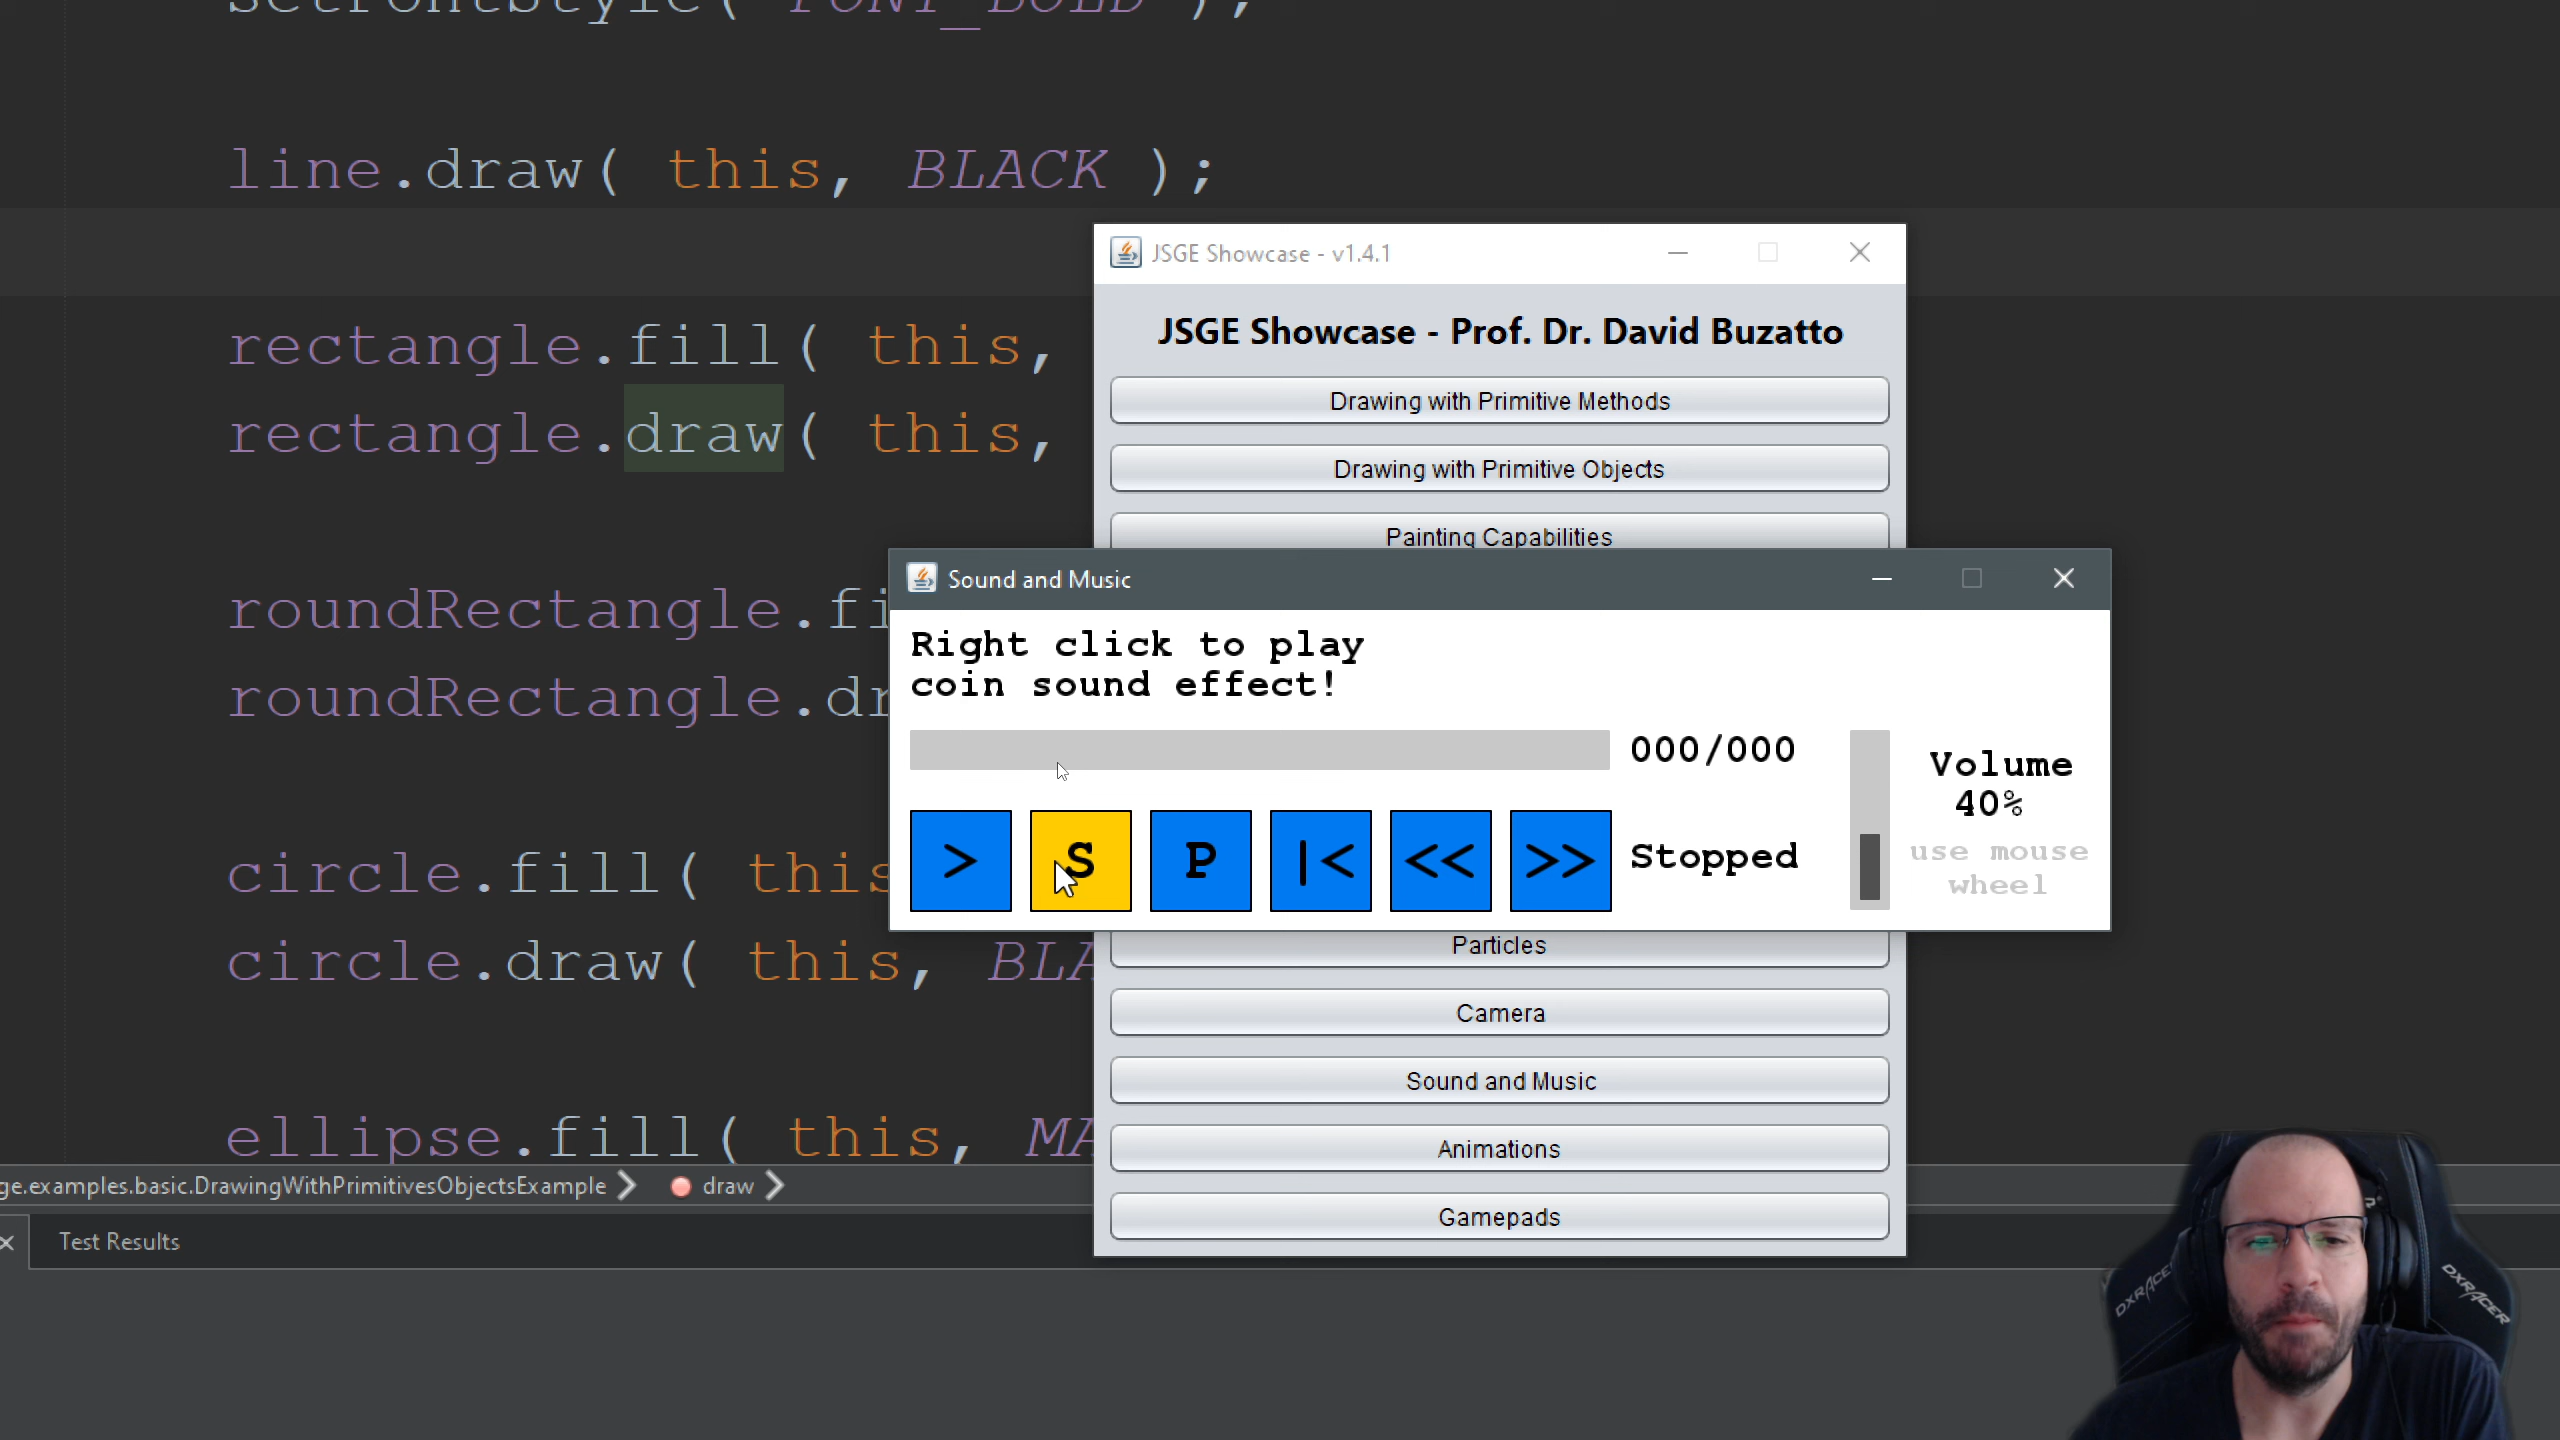 setFontStyle( FONT_BOLD );
line.draw( this, BLACK );
rectangle.fill( this,
rectangle.draw( this,
roundRectangle.fi
roundRectangle.dr
circle.fill( this
circle.draw( this, BLA
ellipse.fill( this, MA
ge.examples.basic.DrawingWithPrimitivesObjectsExample
draw
Test Results
JSGE Showcase - v1.4.1
JSGE Showcase - Prof. Dr. David Buzatto
Drawing with Primitive Methods
Drawing with Primitive Objects
Painting Capabilities
Sound and Music
Right click to play
coin sound effect!
000/000
Volume
40%
use mouse
wheel
> S P |< << >> Stopped
Particles
Camera
Sound and Music
Animations
Gamepads
DXRACER
DXRACER